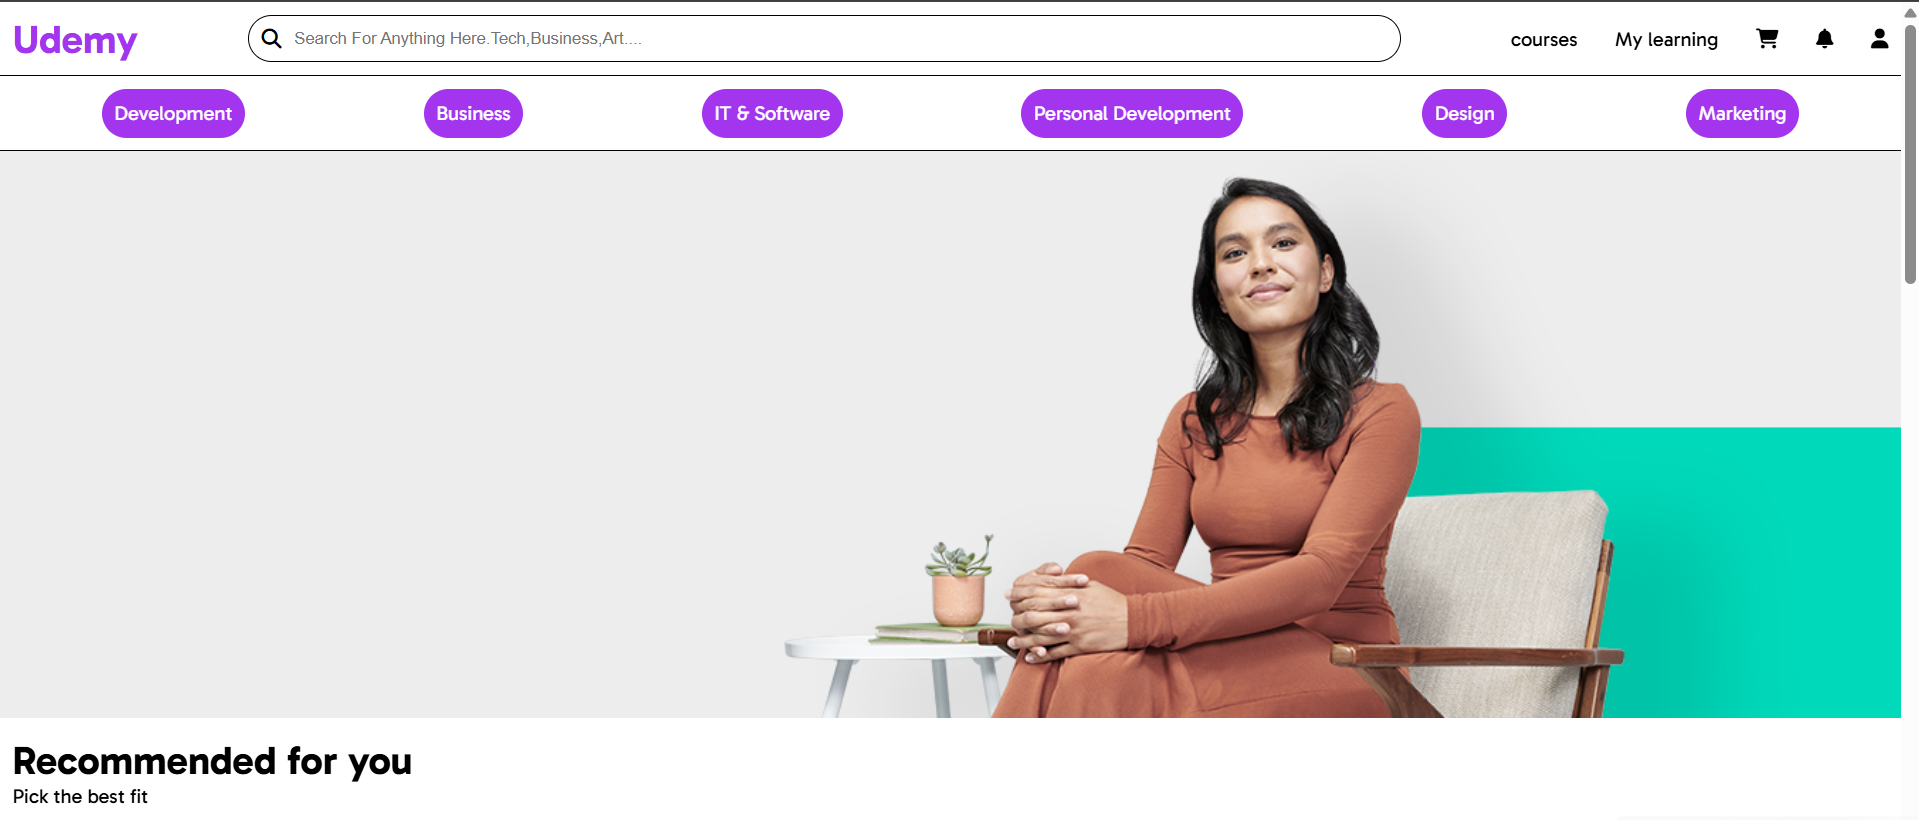 Udemy
Search For Anything Here.Tech,Business,Art....
courses
My learning
Development
Business
IT & Software
Personal Development
Design
Marketing
Recommended for you
Pick the best fit